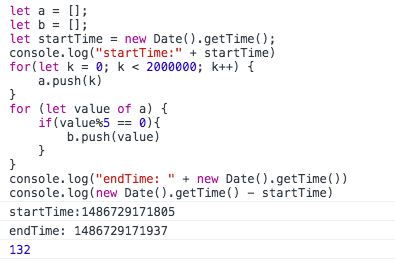 let a = [];
let b = [];
let startTime = new Date().getTime();
console.log("startTime:" + startTime)
for(let k = 0; k < 2000000; k++) {
    a.push(k)
}
for (let value of a) {
    if(value%5 == 0){
        b.push(value)
    }
}
console.log("endTime: " + new Date().getTime())
console.log(new Date().getTime() - startTime)
startTime:1486729171805
endTime: 1486729171937
132